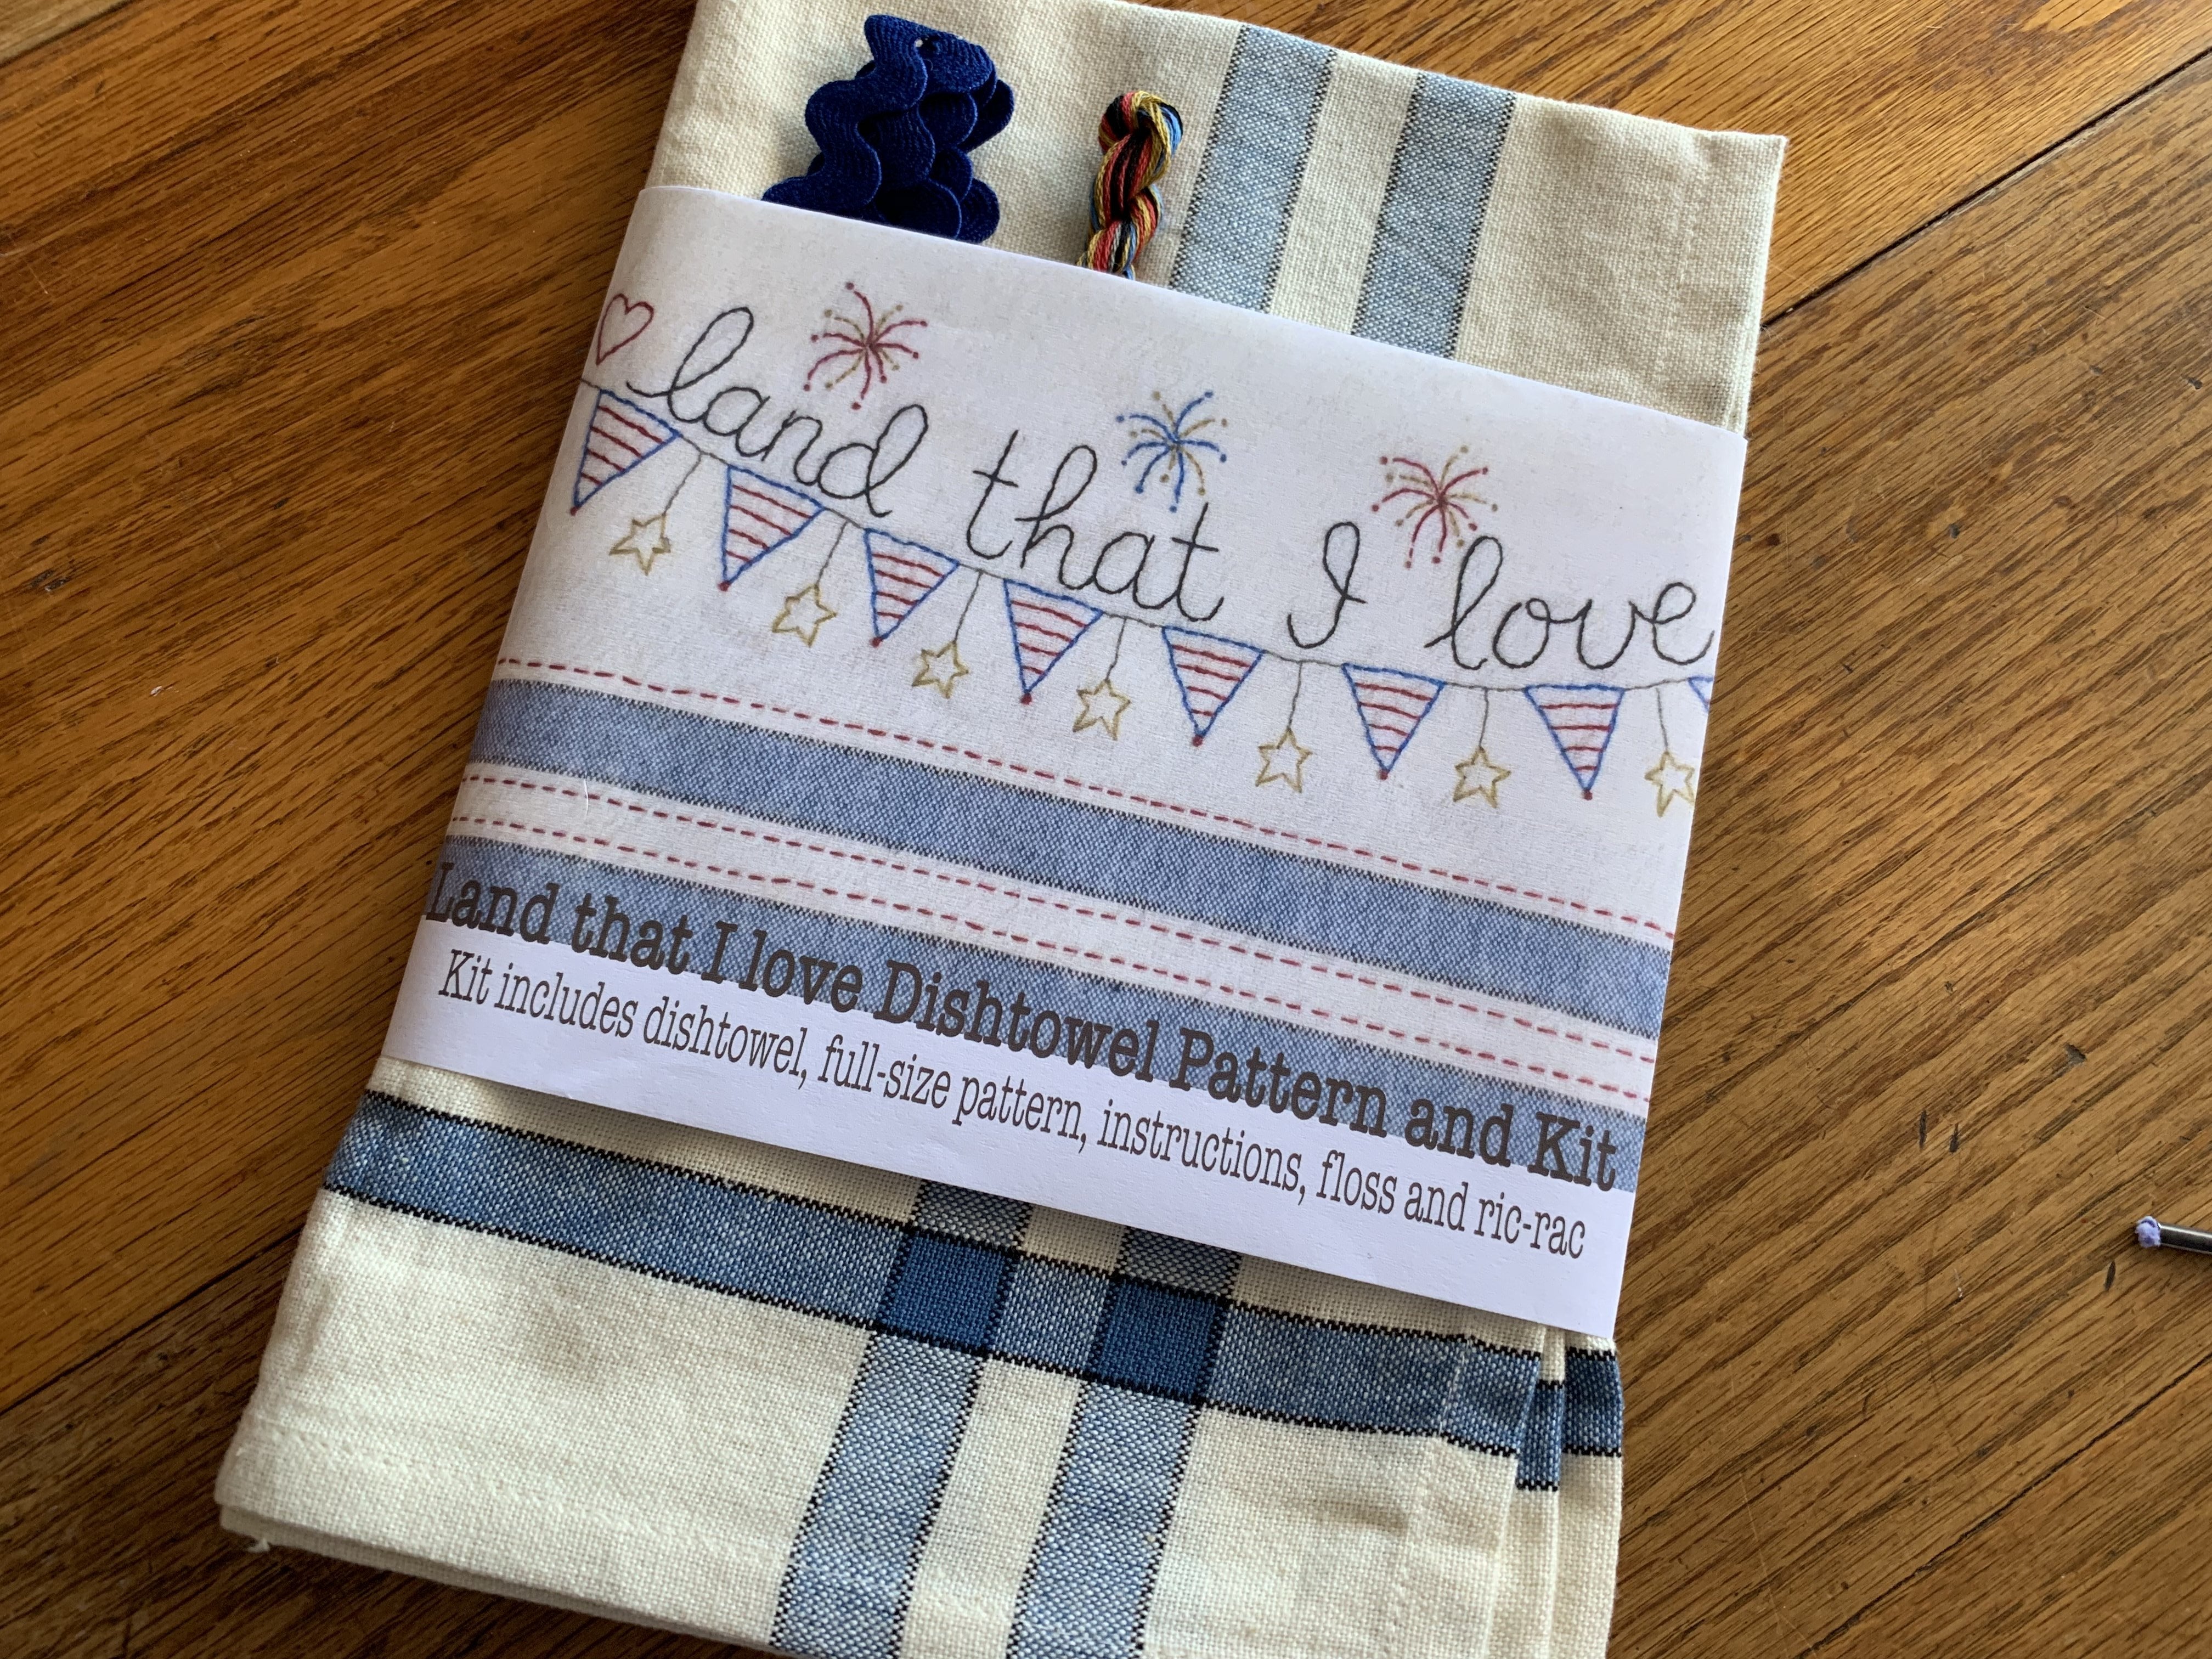 land that I love
Land that I love Dishtowel Pattern and Kit
Kit includes dishtowel, full-size pattern, instructions, floss and ric-rac